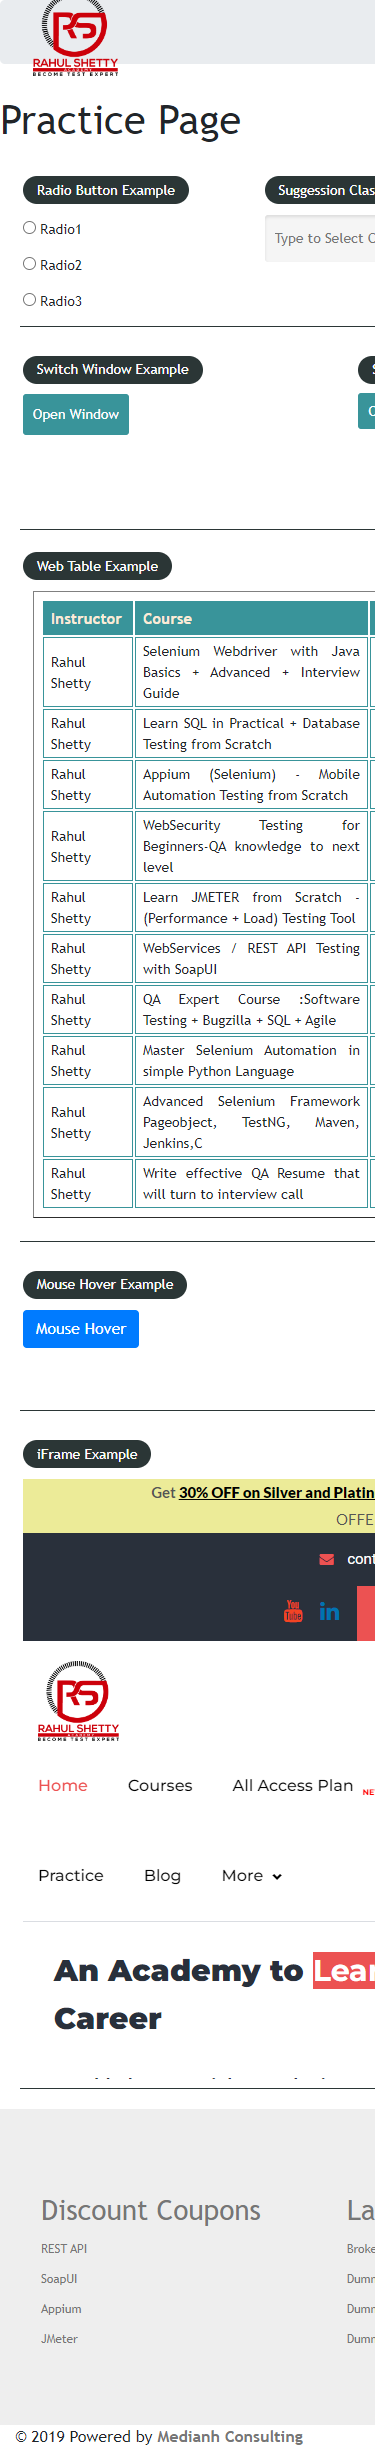 RAHUL SHETTY
ACADEMY
BECOME TEST EXPERT
Practice Page
Radio Button Example
Suggession Clas
Radio1
Type to Select C
Radio2
Radio3
Switch Window Example
Open Window
Web Table Example
Instructor Course
Rahul Shetty Selenium Webdriver with Java
Basics + Advanced + Interview
Guide
Rahul Shetty Learn SQL in Practical + Database
Testing from Scratch
Rahul Shetty Appium (Selenium) - Mobile
Automation Testing from Scratch
Rahul Shetty WebSecurity Testing for
Beginners-QA knowledge to next
level
Rahul Shetty Learn JMETER from Scratch -
(Performance + Load) Testing Tool
Rahul Shetty WebServices / REST API Testing
with SoapUI
Rahul Shetty QA Expert Course :Software
Testing + Bugzilla + SQL + Agile
Rahul Shetty Master Selenium Automation in
simple Python Language
Rahul Shetty Advanced Selenium Framework
Pageobject, TestNG, Maven,
Jenkins,C
Rahul Shetty Write effective QA Resume that
will turn to interview call
Mouse Hover Example
Mouse Hover
iFrame Example
Get 30% OFF on Silver and Platin
OFFE
cont
You
Tube
in
RAHUL SHETTY
ACADEMY
BECOME TEST EXPERT
Home Courses All Access Plan NE
Practice Blog More
An Academy to Lear
Career
Discount Coupons
La
REST API
Broke
SoapUI
Dumm
Appium
Dumm
JMeter
Dumm
© 2019 Powered by Medianh Consulting